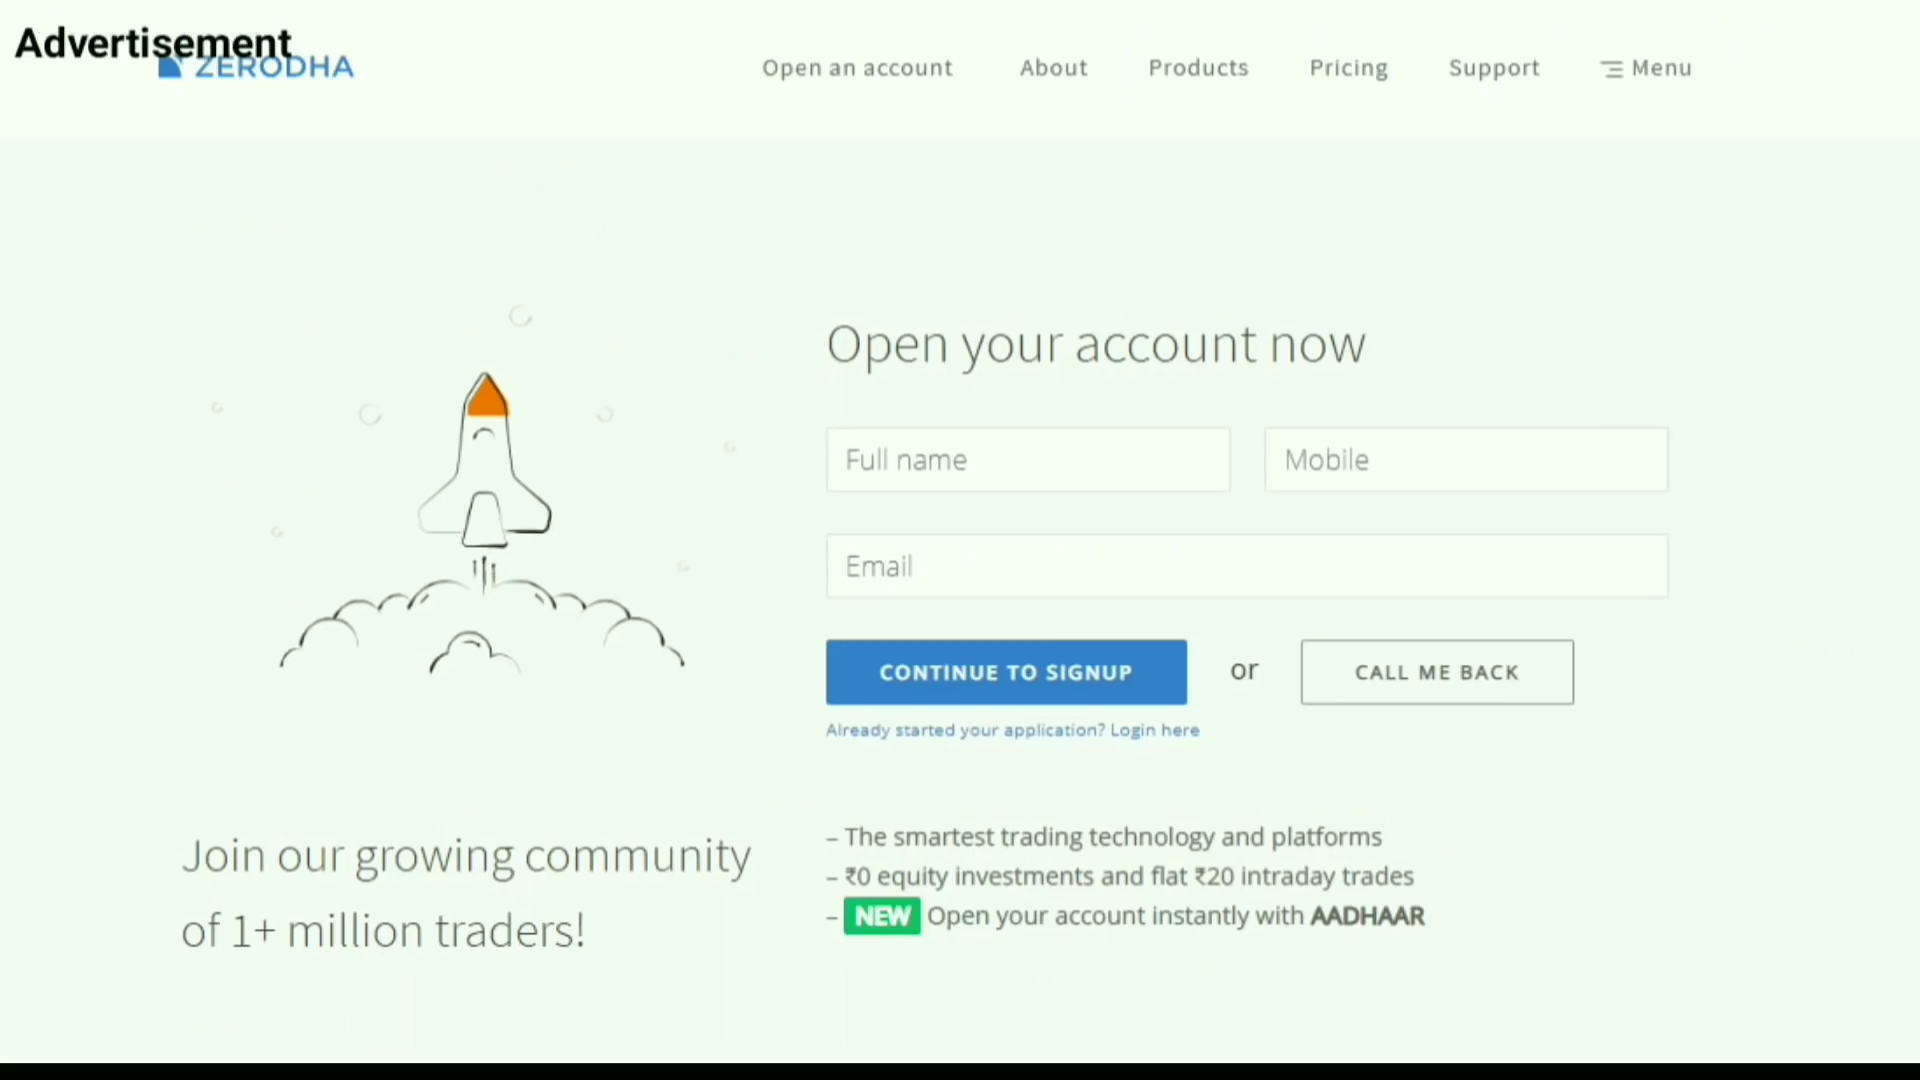 Advertisement
ZERODHA
Open an account About Products Pricing Support Menu
Open your account now
Full name Mobile
Email
CONTINUE TO SIGNUP or CALL ME BACK
Already started your application? Login here
Join our growing community
of 1+ million traders!
– The smartest trading technology and platforms
– ₹0 equity investments and flat ₹20 intraday trades
– NEW Open your account instantly with AADHAAR